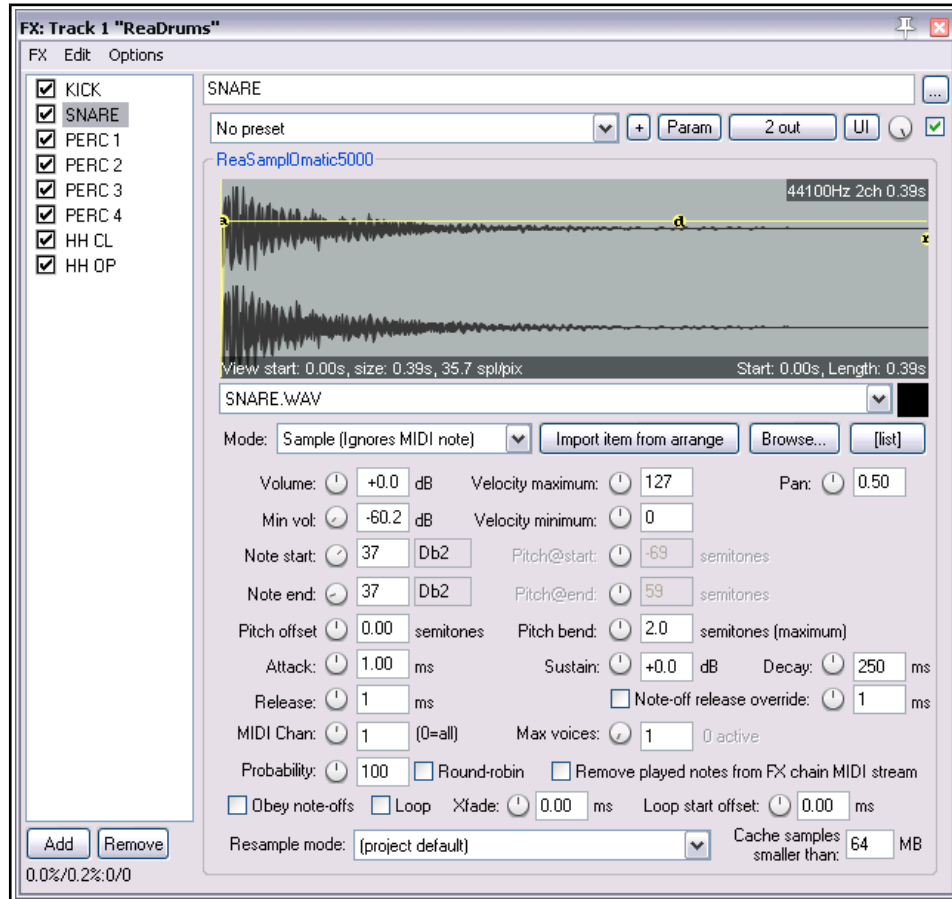 FX: Track 1 "ReaDrums"
FX Edit Options
KICK
SNARE
PERC 1
PERC 2
PERC 3
PERC 4
HH CL
HH OP
Add Remove
0.0%/0.2%:0/0
SNARE ...
No preset + Param 2 out UI
ReaSamplOmatic5000
44100Hz 2ch 0.39s
a d r
View start: 0.00s, size: 0.39s, 35.7 spl/pix Start: 0.00s, Length: 0.39s
SNARE.WAV
Mode: Sample (Ignores MIDI note) Import item from arrange Browse... [list]
Volume: +0.0 dB Velocity maximum: 127 Pan: 0.50
Min vol: -60.2 dB Velocity minimum: 0
Note start: 37 Db2 Pitch@start: -69 semitones
Note end: 37 Db2 Pitch@end: 59 semitones
Pitch offset 0.00 semitones Pitch bend: 2.0 semitones (maximum)
Attack: 1.00 ms Sustain: +0.0 dB Decay: 250 ms
Release: 1 ms Note-off release override: 1 ms
MIDI Chan: 1 (0=all) Max voices: 1 0 active
Probability: 100 Round-robin Remove played notes from FX chain MIDI stream
Obey note-offs Loop Xfade: 0.00 ms Loop start offset: 0.00 ms
Resample mode: (project default) Cache samples smaller than: 64 MB